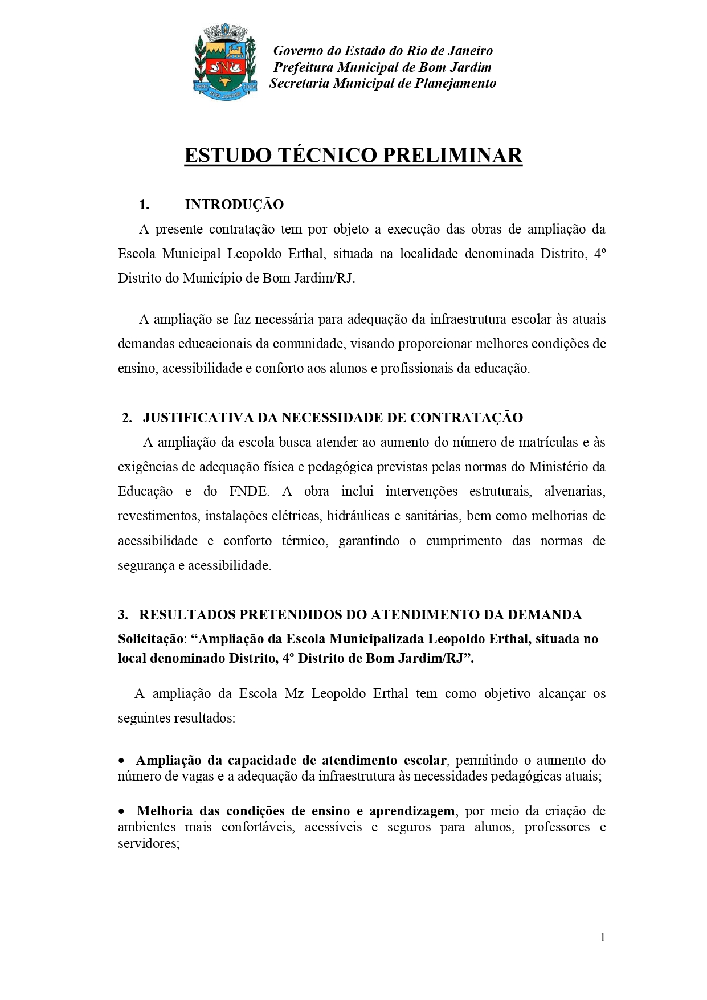 Governo do Estado do Rio de Janeiro
Prefeitura Municipal de Bom Jardim
Secretaria Municipal de Planejamento
N
1893 BOM JARDIM
ESTUDO TÉCNICO PRELIMINAR
1. INTRODUÇÃO
A presente contratação tem por objeto a execução das obras de ampliação da
Escola Municipal Leopoldo Erthal, situada na localidade denominada Distrito, 4º
Distrito do Município de Bom Jardim/RJ.
A ampliação se faz necessária para adequação da infraestrutura escolar às atuais
demandas educacionais da comunidade, visando proporcionar melhores condições de
ensino, acessibilidade e conforto aos alunos e profissionais da educação.
2. JUSTIFICATIVA DA NECESSIDADE DE CONTRATAÇÃO
A ampliação da escola busca atender ao aumento do número de matrículas e às
exigências de adequação física e pedagógica previstas pelas normas do Ministério da
Educação e do FNDE. A obra inclui intervenções estruturais, alvenarias,
revestimentos, instalações elétricas, hidráulicas e sanitárias, bem como melhorias de
acessibilidade e conforto térmico, garantindo o cumprimento das normas de
segurança e acessibilidade.
3. RESULTADOS PRETENDIDOS DO ATENDIMENTO DA DEMANDA
Solicitação: “Ampliação da Escola Municipalizada Leopoldo Erthal, situada no
local denominado Distrito, 4º Distrito de Bom Jardim/RJ”.
A ampliação da Escola Mz Leopoldo Erthal tem como objetivo alcançar os
seguintes resultados:
• Ampliação da capacidade de atendimento escolar, permitindo o aumento do
número de vagas e a adequação da infraestrutura às necessidades pedagógicas atuais;
• Melhoria das condições de ensino e aprendizagem, por meio da criação de
ambientes mais confortáveis, acessíveis e seguros para alunos, professores e
servidores;
1